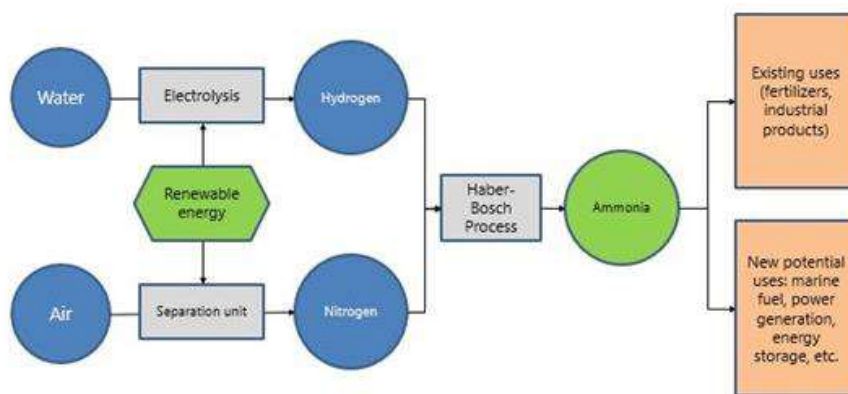 Water
Electrolysis
Hydrogen
Renewable
energy
Air
Separation unit
Nitrogen
Haber-
Bosch
Process
Ammonia
Existing uses
(fertilizers,
industrial
products)
New potential
uses: marine
fuel, power
generation,
energy
storage, etc.